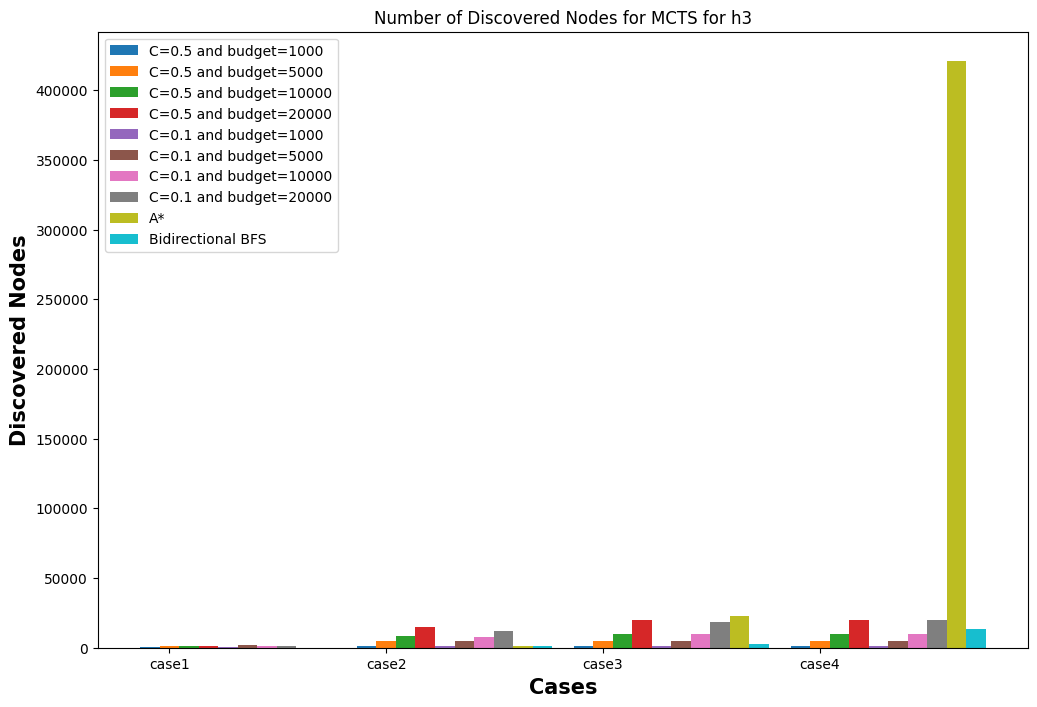 Number of Discovered Nodes for MCTS for h3
C=0.5 and budget=1000
C=0.5 and budget=5000
C=0.5 and budget=10000
C=0.5 and budget=20000
C=0.1 and budget=1000
C=0.1 and budget=5000
C=0.1 and budget=10000
C=0.1 and budget=20000
A*
Bidirectional BFS
Discovered Nodes
400000
350000
300000
250000
200000
150000
100000
50000
0
case1
case2
case3
case4
Cases